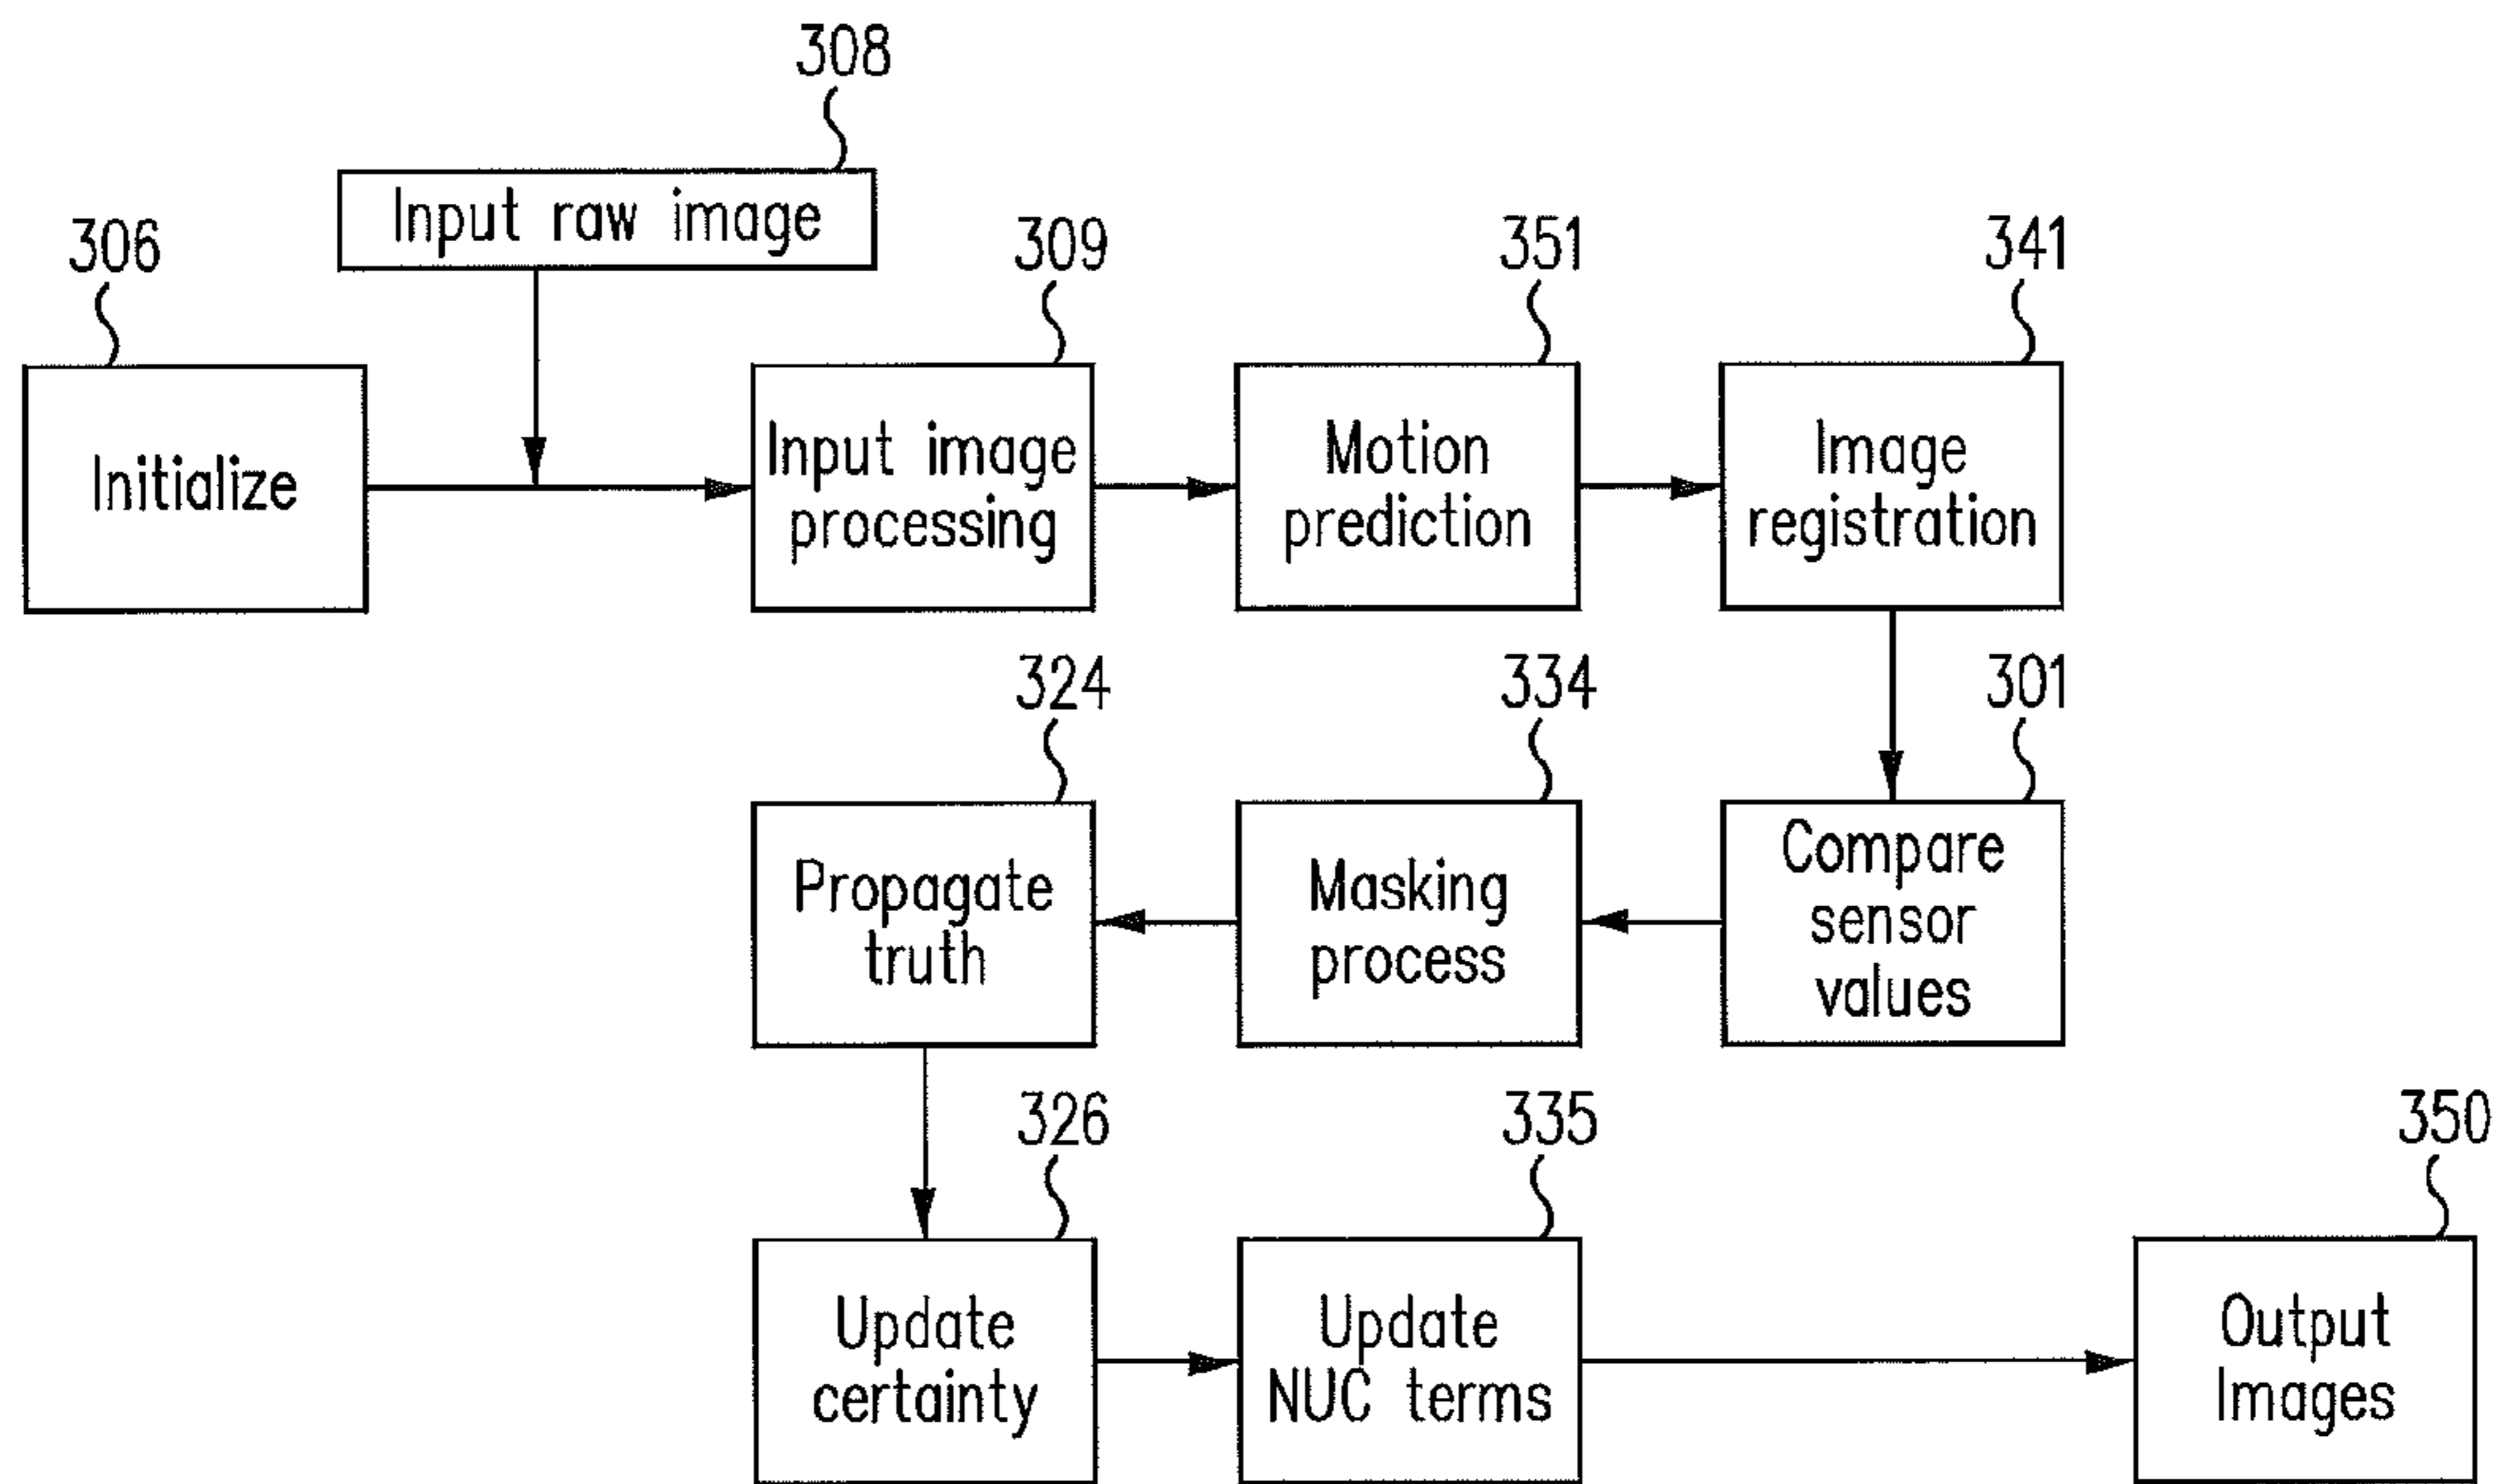 308
Input raw image
306
309
351
341
Initialize
Input image
processing
Motion
prediction
Image
registration
324
334
301
Propagate
truth
Masking
process
Compare
sensor
values
326
335
350
Update
certainty
Update
NUC terms
Output
Images